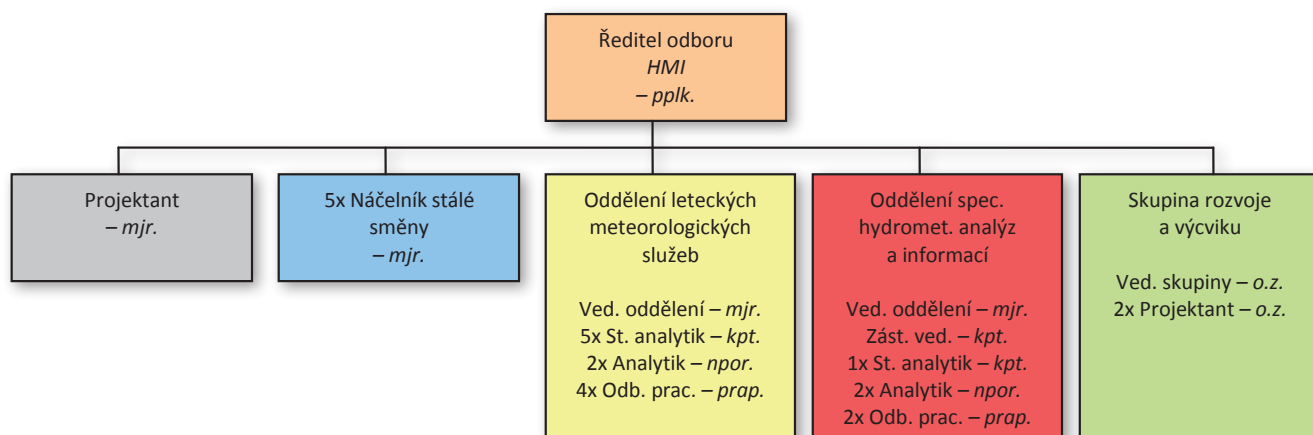 Ředitel odboru
HMI
– pplk.
Projektant
– mjr.
5x Náčelník stálé
směny
– mjr.
Oddělení leteckých
meteorologických
služeb
Ved. oddělení – mjr.
5x St. analytik – kpt.
2x Analytik – npor.
4x Odb. prac. – prap.
Oddělení spec.
hydromet. analýz
a informací
Ved. oddělení – mjr.
Zást. ved. – kpt.
1x St. analytik – kpt.
2x Analytik – npor.
2x Odb. prac. – prap.
Skupina rozvoje
a výcviku
Ved. skupiny – o.z.
2x Projektant – o.z.